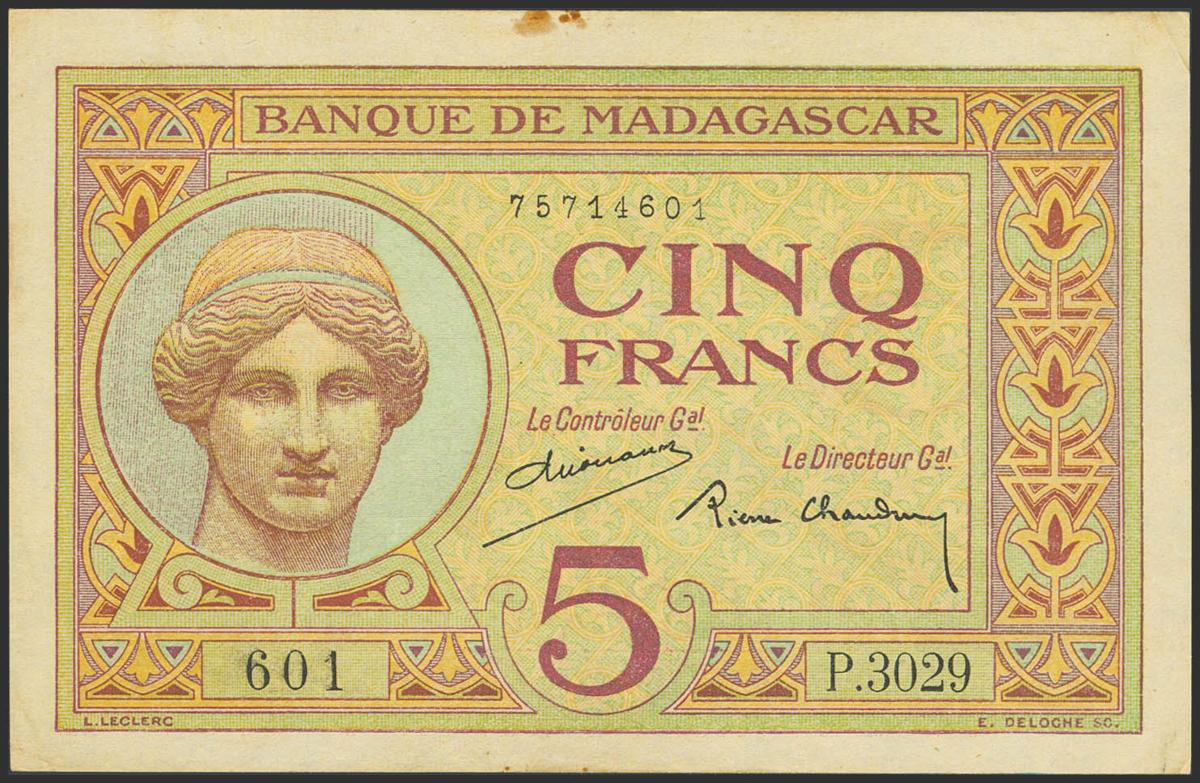 BANQUE DE MADAGASCAR
75714601
CINQ
FRANCS
Le Contrôleur Gal.
Le Directeur Gal.
Pierre
5
601
P.3029
L. LECLERC
E. DELOCHE SC.